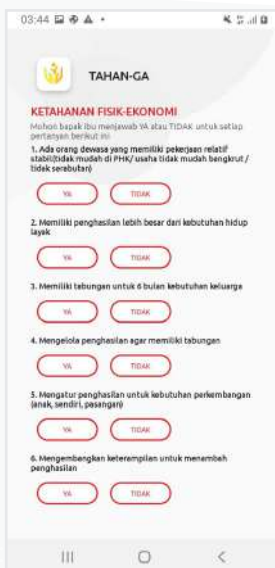 03:44
TAHAN-GA
KETAHANAN FISIK-EKONOMI
Mohon bapak ibu menjawab YA atau TIDAK untuk setiap
pertanyan berikut ini
1. Ada orang dewasa yang memiliki pekerjaan relatif
stabil(tidak mudah di PHK/ usaha tidak mudah bengkrut /
tidak serebutan)
YA TIDAK
2. Memiliki penghasilan lebih besar dari kebutuhan hidup
layak
YA TIDAK
3. Memiliki tabungan untuk 6 bulan kebutuhan keluarga
YA TIDAK
4. Mengelola penghasilan agar memiliki tabungan
YA TIDAK
5. Mengatur penghasilan untuk kebutuhan perkembangan
(anak, sendiri, pasangan)
YA TIDAK
6. Mengembangkan keterampilan untuk menambah
penghasilan
YA TIDAK